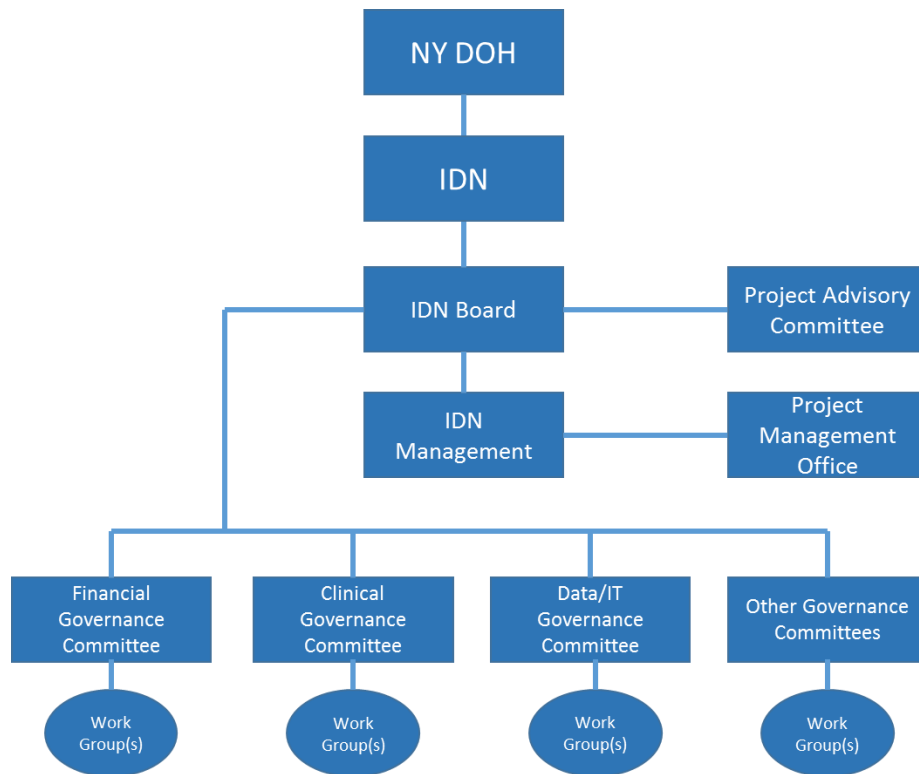 NY DOH
IDN
IDN Board
Project Advisory
Committee
IDN
Management
Project
Management
Office
Financial
Governance
Committee
Clinical
Governance
Committee
Data/IT
Governance
Committee
Other Governance
Committees
Work
Group(s)
Work
Group(s)
Work
Group(s)
Work
Group(s)